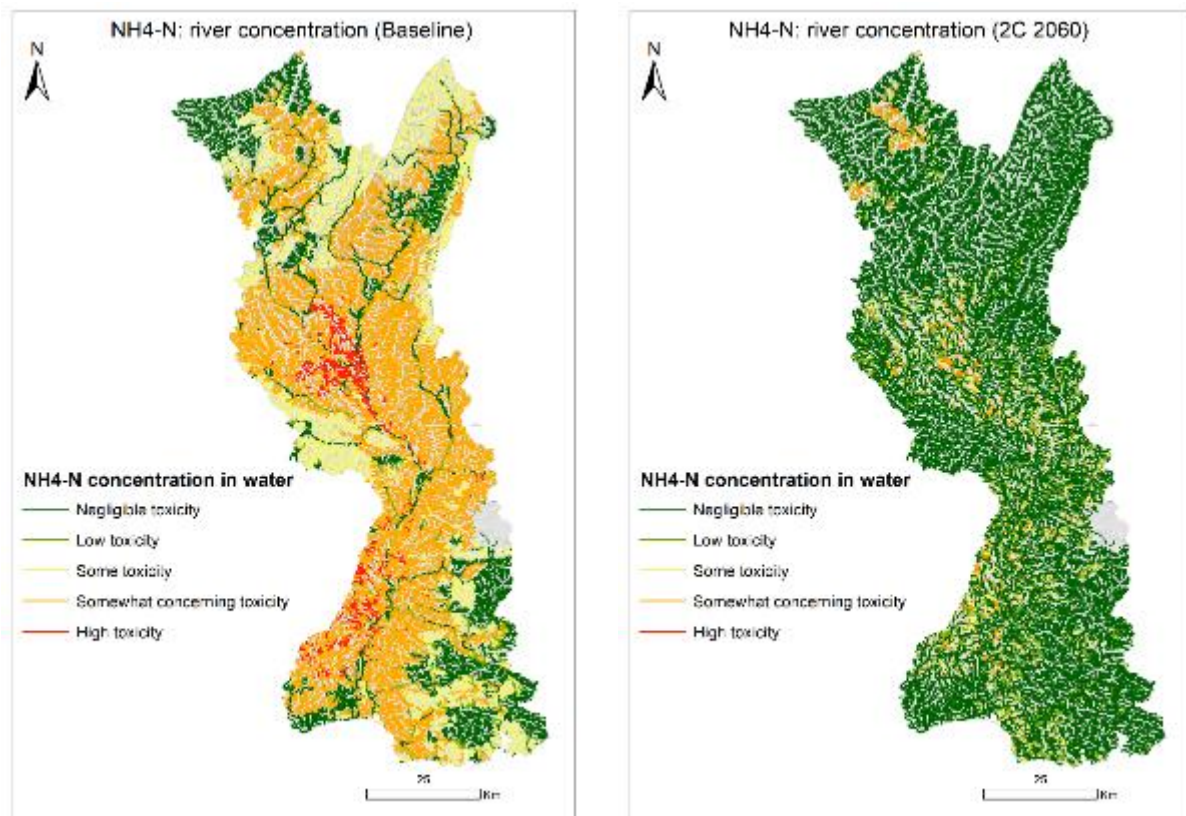 NH4-N: river concentration (Baseline)
N
NH4-N concentration in water
Negligible toxicity
Low toxicity
Some toxicity
Somewhat concerning toxicity
High toxicity
25
Km
NH4-N: river concentration (2C 2060)
N
NH4-N concentration in water
Negligible toxicity
Low toxicity
Some toxicity
Somewhat concerning toxicity
High toxicity
25
Km